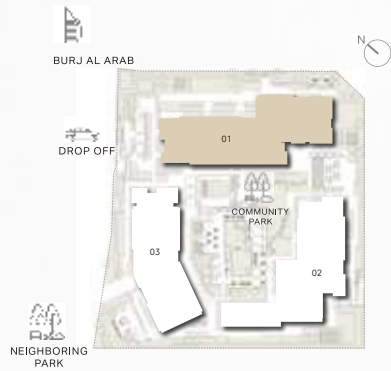 N
BURJ AL ARAB
DROP OFF
01
COMMUNITY
PARK
03
02
NEIGHBORING
PARK